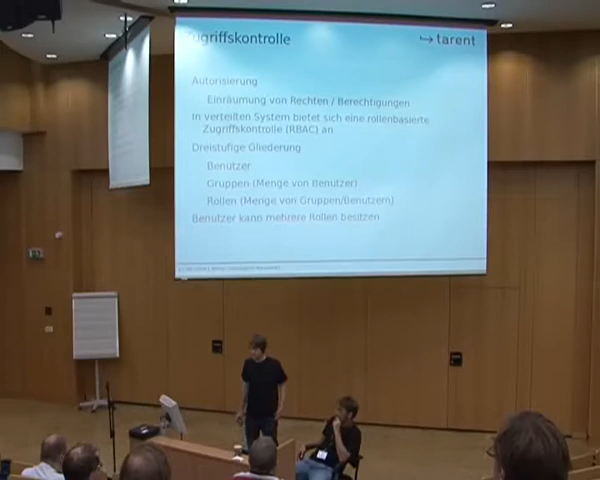 Zugriffskontrolle
tarent
Autorisierung
Einräumung von Rechten / Berechtigungen
In verteilten System bietet sich eine rollenbasierte
Zugriffskontrolle (RBAC) an
Dreistufige Gliederung
Benutzer
Gruppen (Menge von Benutzer)
Rollen (Menge von Gruppen/Benutzern)
Benutzer kann mehrere Rollen besitzen